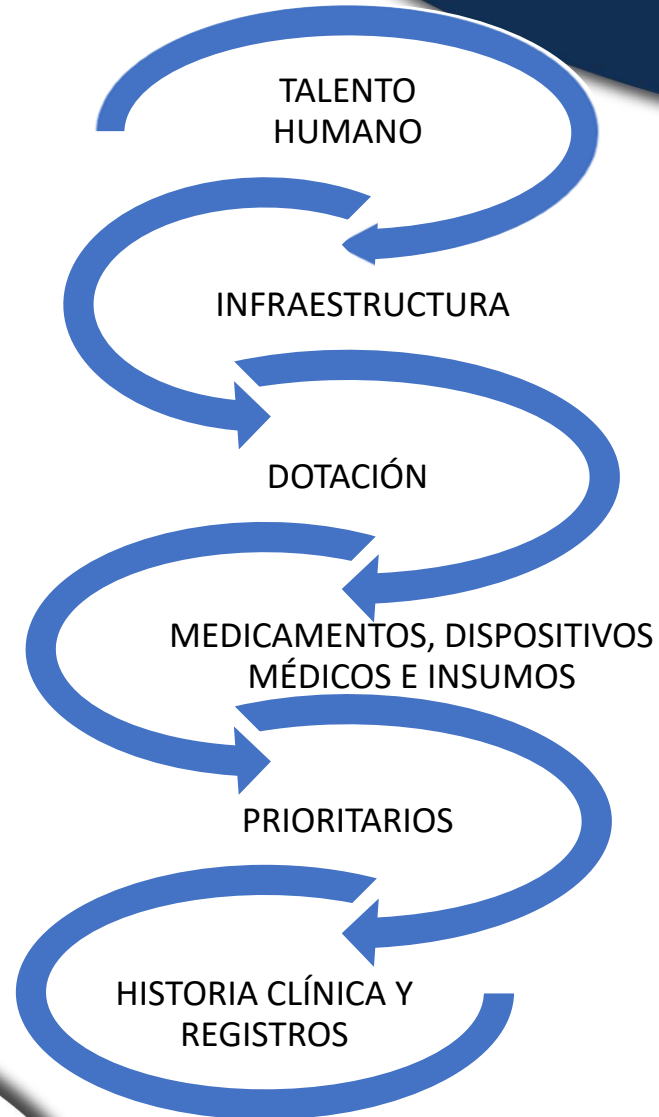 TALENTO
HUMANO
INFRAESTRUCTURA
DOTACIÓN
MEDICAMENTOS, DISPOSITIVOS
MÉDICOS E INSUMOS
PRIORITARIOS
HISTORIA CLÍNICA Y
REGISTROS